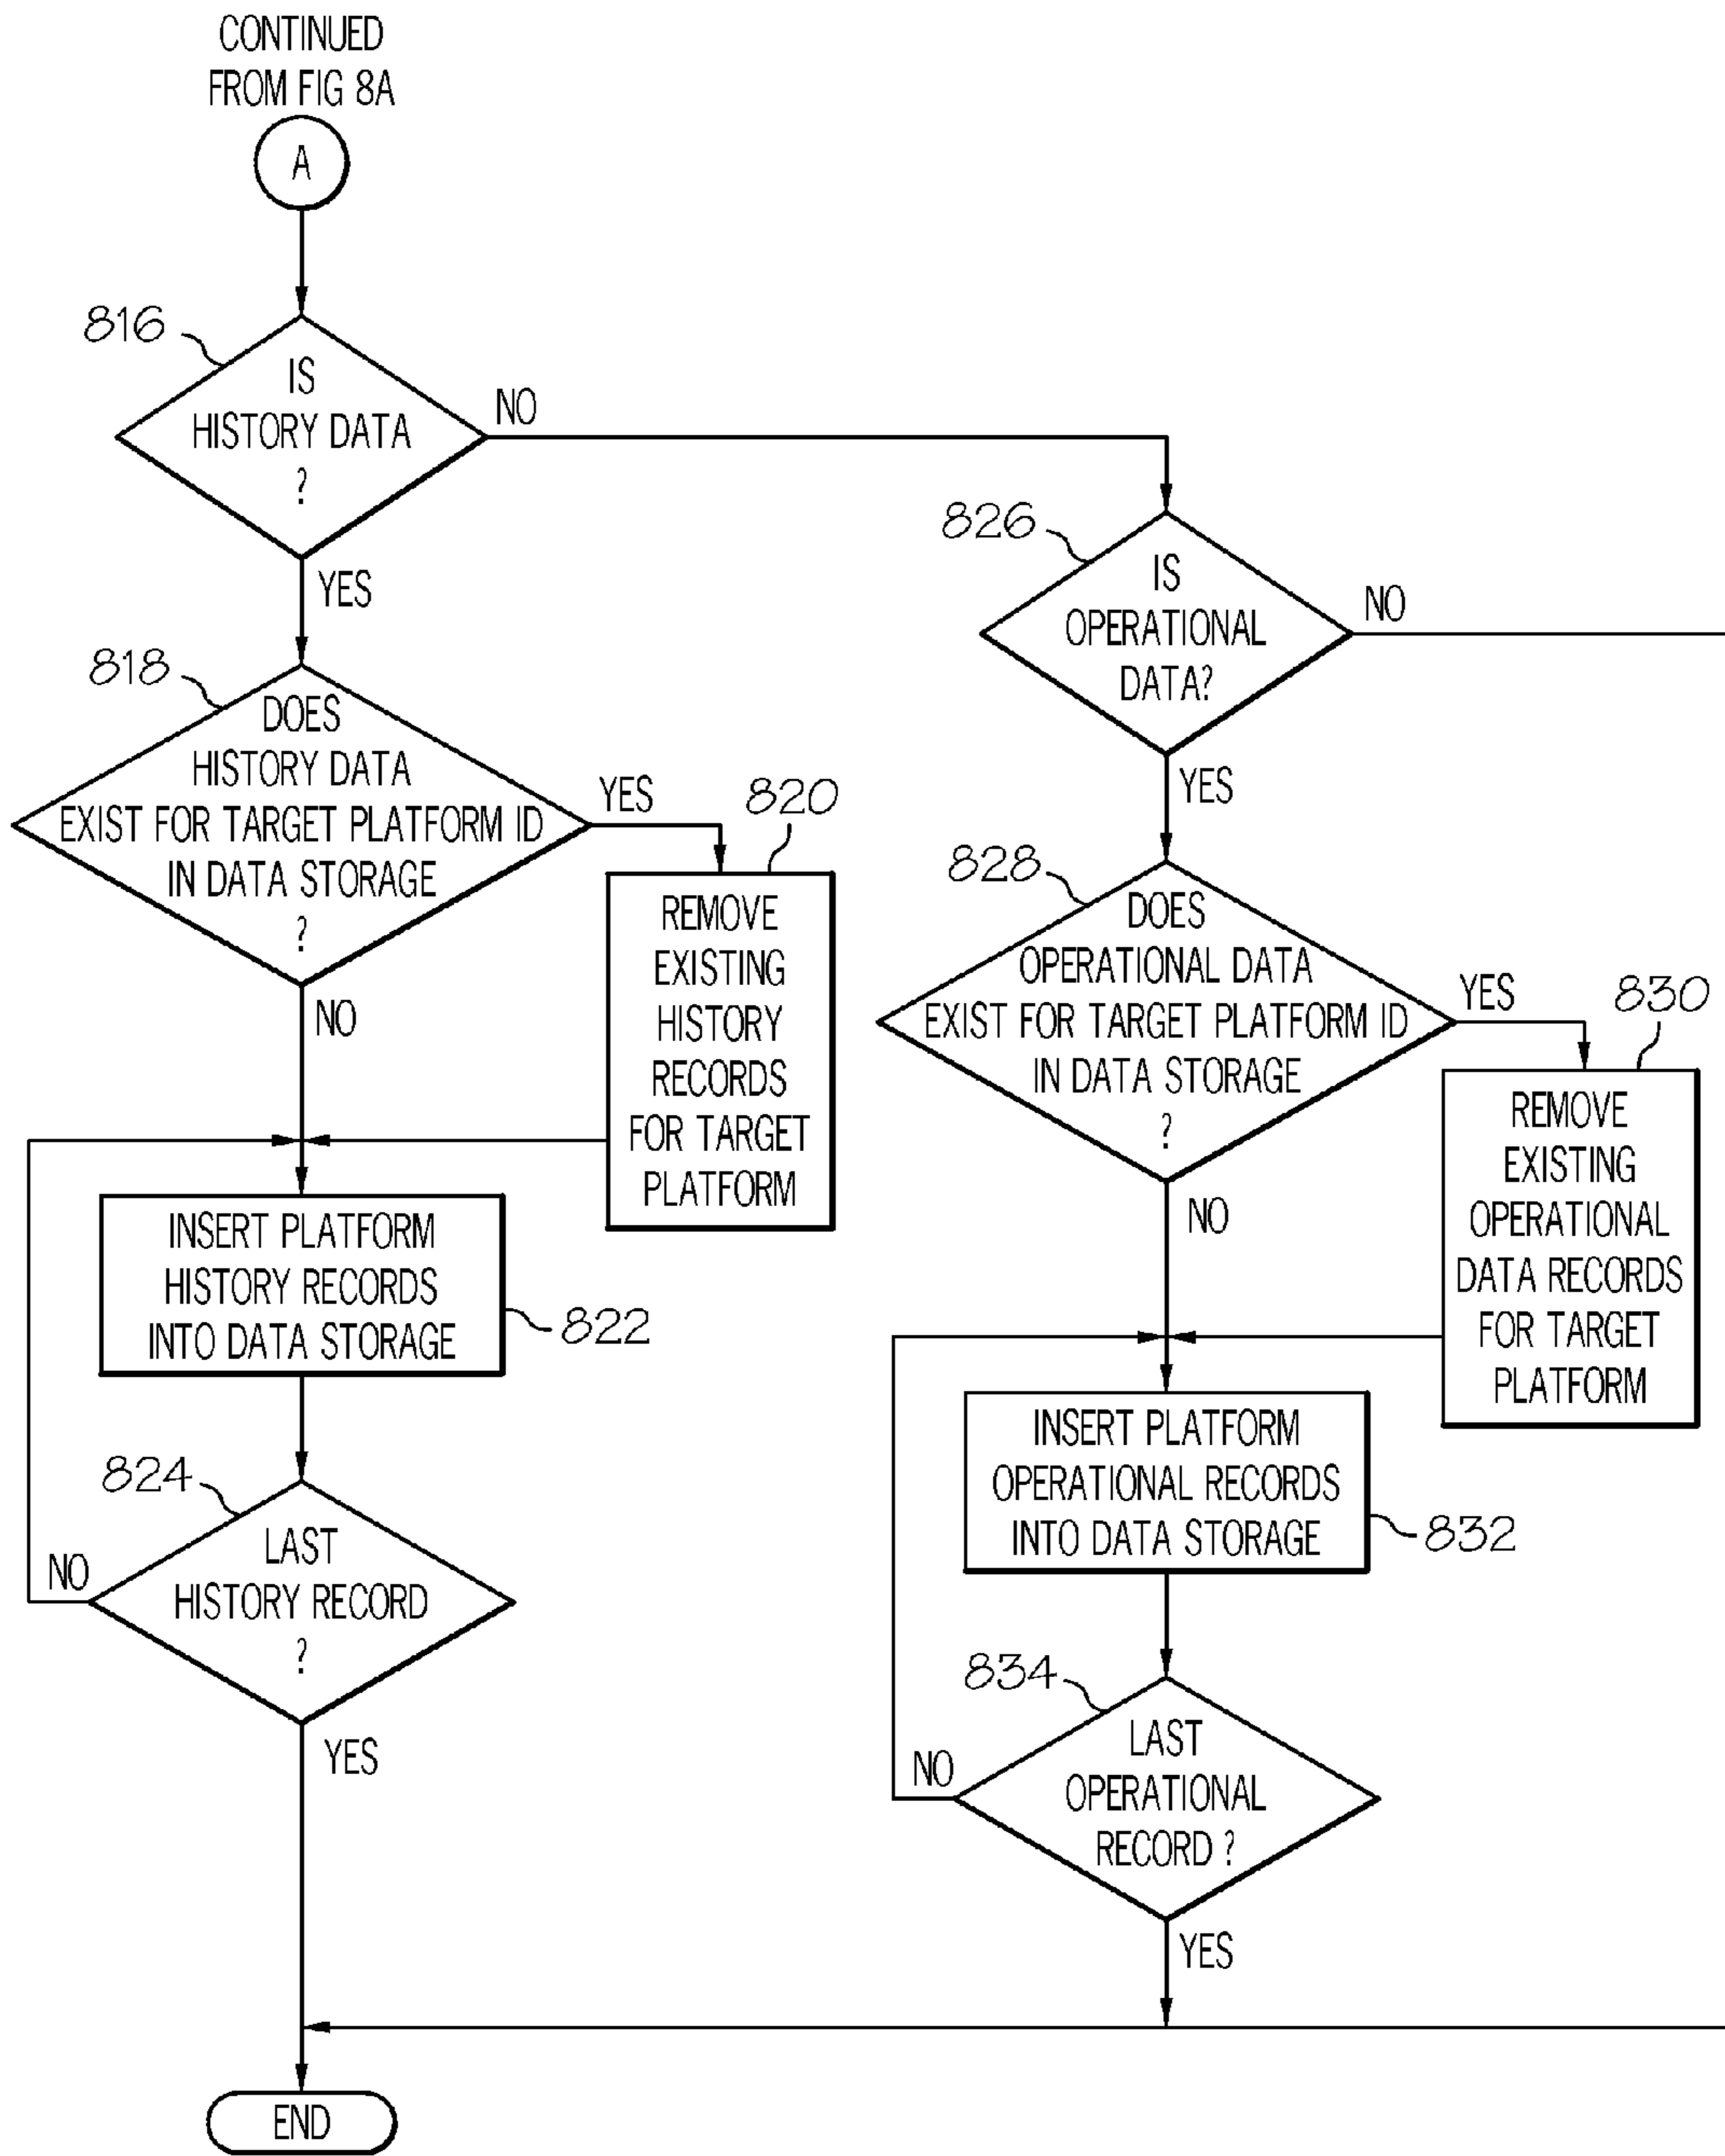 CONTINUED
FROM FIG 8A
A
816
IS
HISTORY DATA
?
NO
YES
818
DOES
HISTORY DATA
EXIST FOR TARGET PLATFORM ID
IN DATA STORAGE
?
YES
NO
820
REMOVE
EXISTING
HISTORY
RECORDS
FOR TARGET
PLATFORM
INSERT PLATFORM
HISTORY RECORDS
INTO DATA STORAGE
822
824
LAST
HISTORY RECORD
?
NO
YES
826
IS
OPERATIONAL
DATA?
NO
YES
828
DOES
OPERATIONAL DATA
EXIST FOR TARGET PLATFORM ID
IN DATA STORAGE
?
YES
NO
830
REMOVE
EXISTING
OPERATIONAL
DATA RECORDS
FOR TARGET
PLATFORM
INSERT PLATFORM
OPERATIONAL RECORDS
INTO DATA STORAGE
832
834
LAST
OPERATIONAL
RECORD ?
NO
YES
END